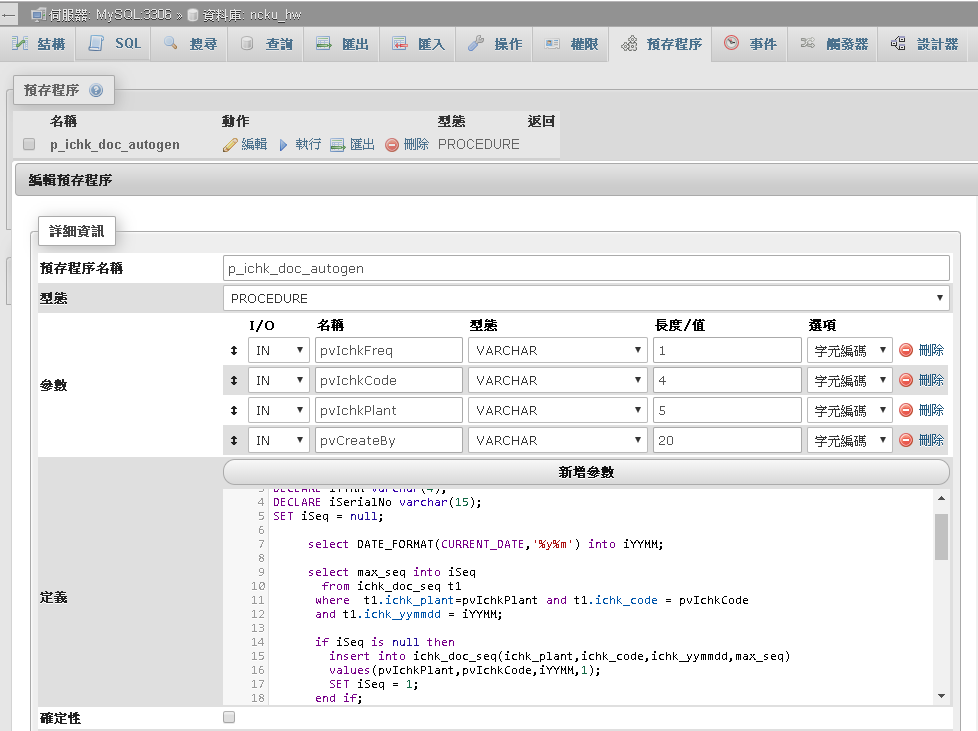 伺服器: MySQL:3306 » 資料庫: ncku_hw
結構 SQL 搜尋 查詢 匯出 匯入 操作 權限 預存程序 事件 觸發器 設計器
預存程序
名稱 動作 型態 返回
p_ichk_doc_autogen 編輯 執行 匯出 刪除 PROCEDURE
編輯預存程序
詳細資訊
預存程序名稱 p_ichk_doc_autogen
型態 PROCEDURE
參數
I/O 名稱 型態 長度/值 選項
IN pvIchkFreq VARCHAR 1 字元編碼 刪除
IN pvIchkCode VARCHAR 4 字元編碼 刪除
IN pvIchkPlant VARCHAR 5 字元編碼 刪除
IN pvCreateBy VARCHAR 20 字元編碼 刪除
新增參數
定義
3 DECLARE iYYMM varchar(4);
4 DECLARE iSerialNo varchar(15);
5 SET iSeq = null;
6
7 select DATE_FORMAT(CURRENT_DATE,'%y%m') into iYYMM;
8
9 select max_seq into iSeq
10 from ichk_doc_seq t1
11 where t1.ichk_plant=pvIchkPlant and t1.ichk_code = pvIchkCode
12 and t1.ichk_yymmdd = iYYMM;
13
14 if iSeq is null then
15 insert into ichk_doc_seq(ichk_plant,ichk_code,ichk_yymmdd,max_seq)
16 values(pvIchkPlant,pvIchkCode,iYYMM,1);
17 SET iSeq = 1;
18 end if;
確定性